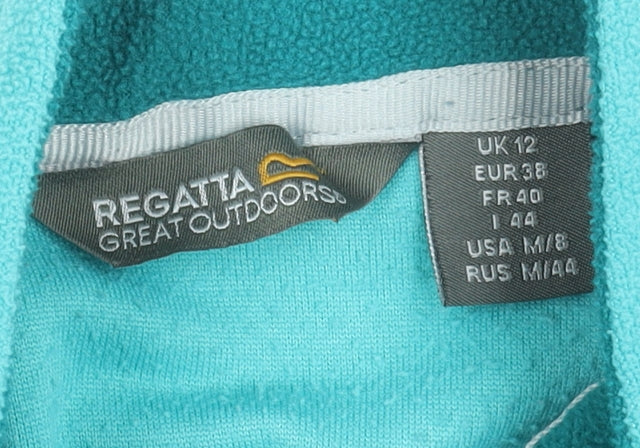 REGATTA
GREAT OUTDOORS
UK 12
EUR 38
FR 40
I 44
USA M/8
RUS M/44